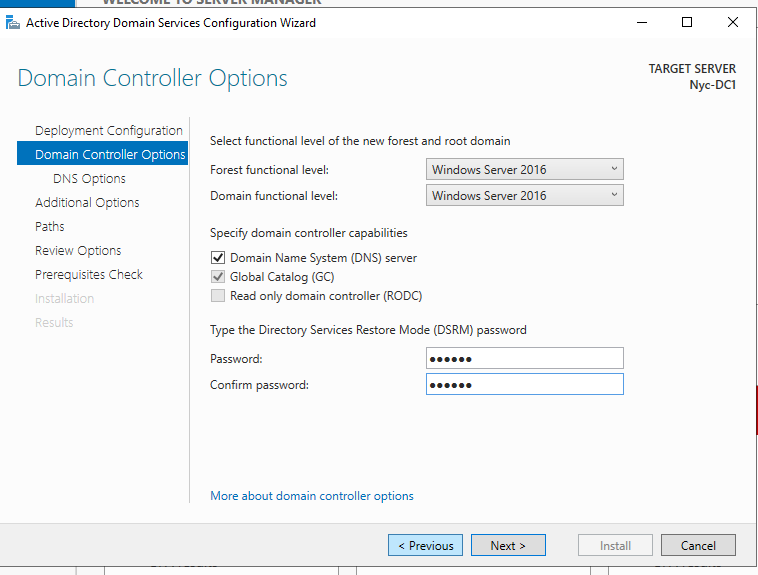 WELCOME TO SERVER MANAGER
Active Directory Domain Services Configuration Wizard
Domain Controller Options
TARGET SERVER
Nyc-DC1
Deployment Configuration
Domain Controller Options
DNS Options
Additional Options
Paths
Review Options
Prerequisites Check
Installation
Results
Select functional level of the new forest and root domain
Forest functional level: Windows Server 2016
Domain functional level: Windows Server 2016
Specify domain controller capabilities
Domain Name System (DNS) server
Global Catalog (GC)
Read only domain controller (RODC)
Type the Directory Services Restore Mode (DSRM) password
Password: ●●●●●●
Confirm password: ●●●●●●
More about domain controller options
< Previous
Next >
Install
Cancel